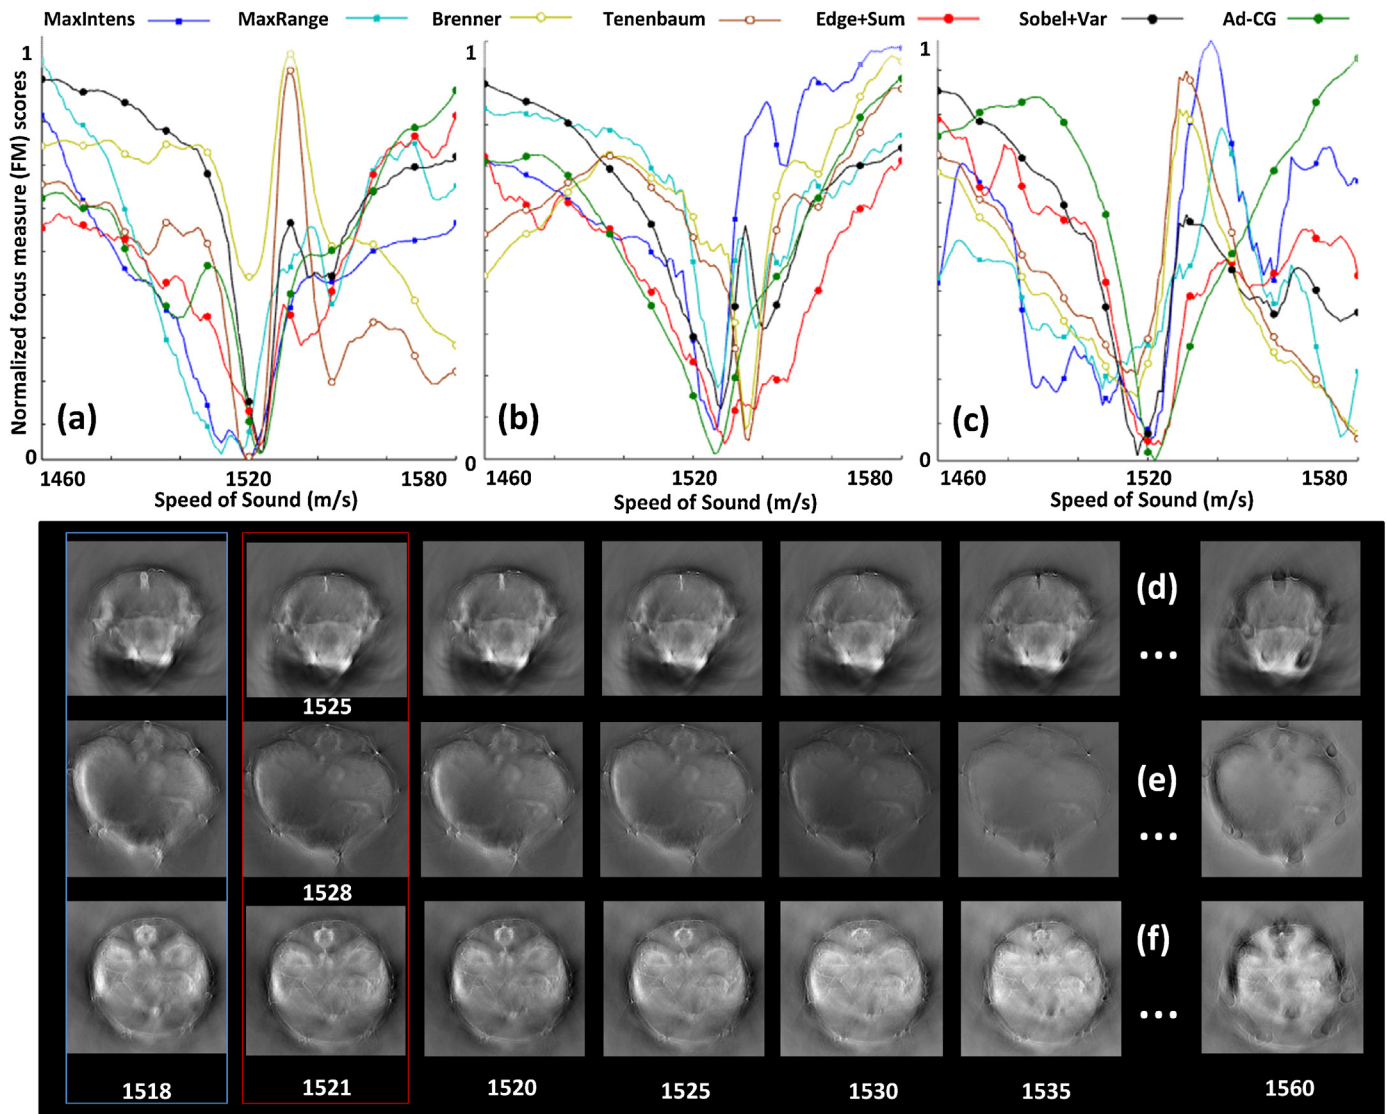 MaxIntens MaxRange Brenner Tenenbaum Edge+Sum Sobel+Var Ad-CG
Normalized focus measure (FM) scores
1
0
(a)
1460 1520 1580
Speed of Sound (m/s)
1
0
(b)
1460 1520 1580
Speed of Sound (m/s)
1
0
(c)
1460 1520 1580
Speed of Sound (m/s)
(d)
...
1525
(e)
...
1528
(f)
...
1518 1521 1520 1525 1530 1535 1560